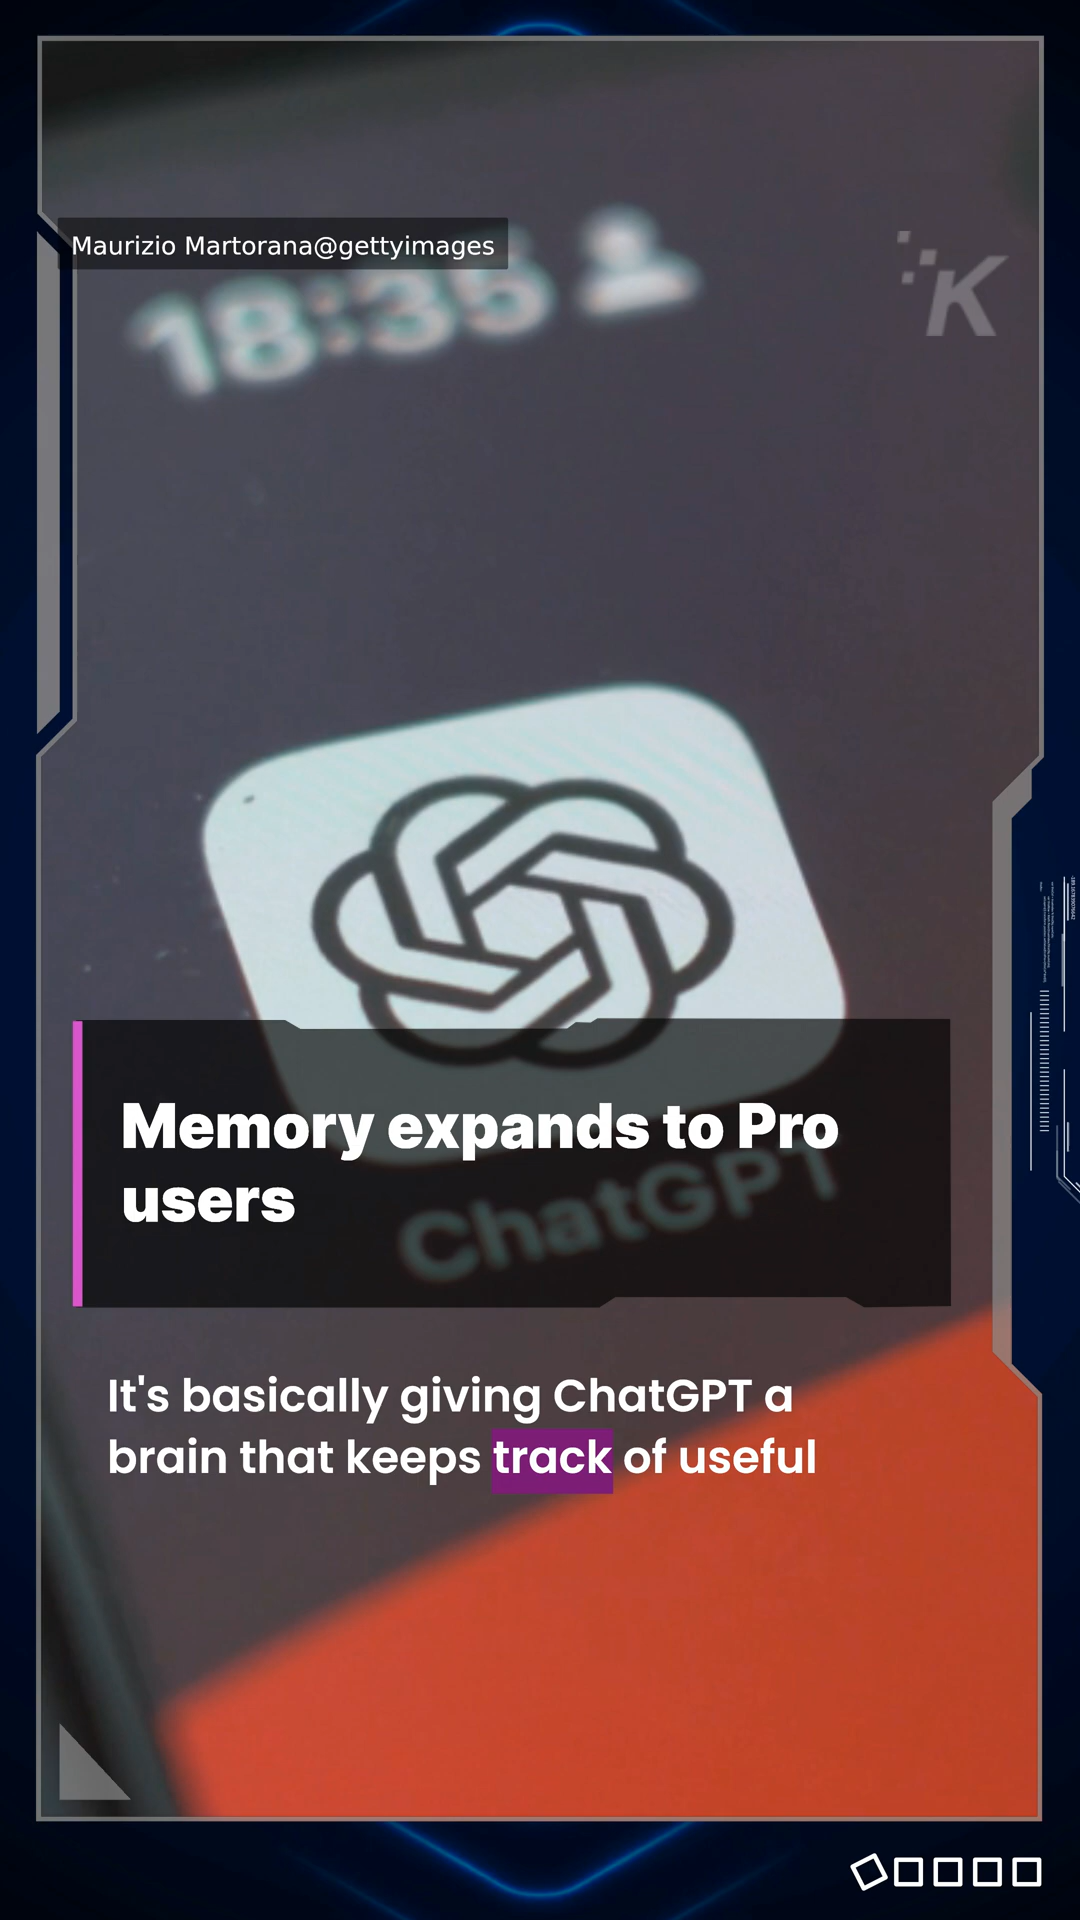 Maurizio Martorana@gettyimages
18:35
K
ChatGPT
Memory expands to Pro
users
It's basically giving ChatGPT a
brain that keeps track of useful